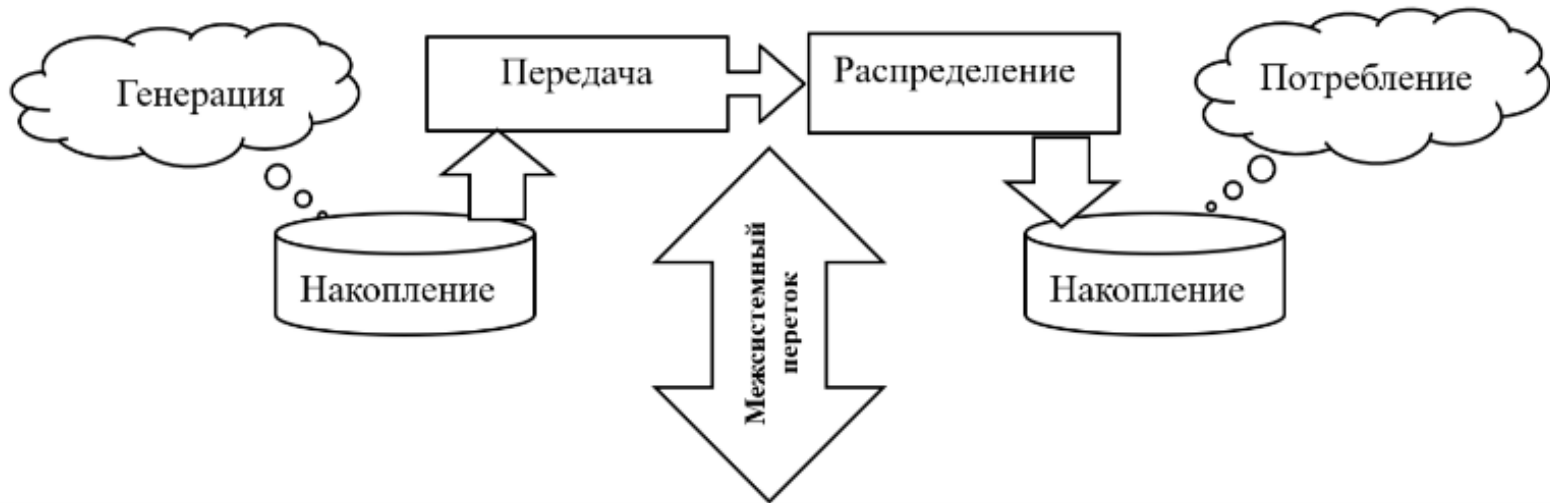 Генерация
Передача
Распределение
Потребление
Накопление
Межсистемный
переток
Накопление